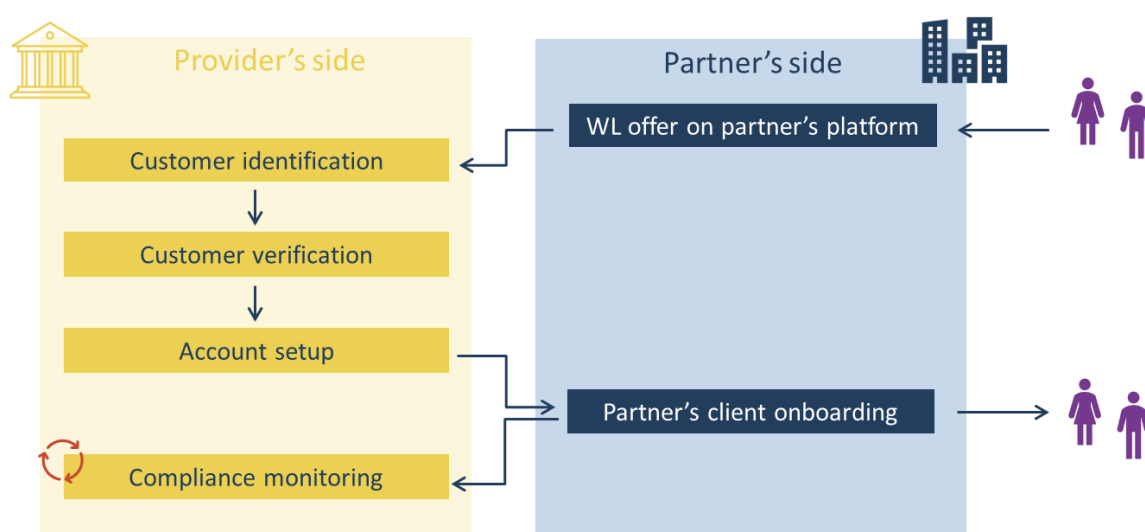 Provider's side
Partner's side
WL offer on partner's platform
Customer identification
Customer verification
Account setup
Partner's client onboarding
Compliance monitoring